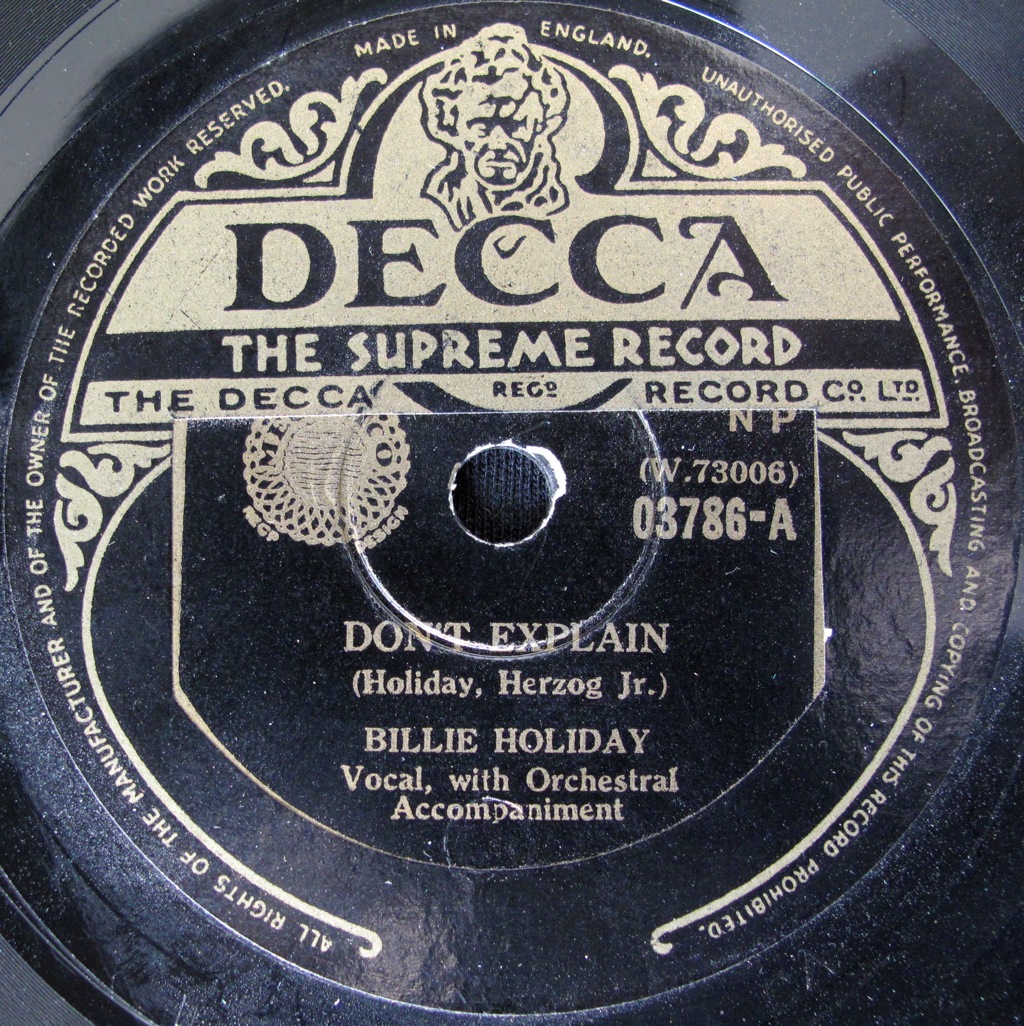 ALL RIGHTS OF THE MANUFACTURER AND OF THE OWNER OF THE RECORDED WORK RESERVED.
MADE IN ENGLAND.
UNAUTHORISED PUBLIC PERFORMANCE. BROADCASTING AND COPYING OF THIS RECORD PROHIBITED.
DECCA
THE SUPREME RECORD
THE DECCA REGD RECORD CO. LTD.
N P
(W.73006)
03786-A
DON'T EXPLAIN
(Holiday, Herzog Jr.)
BILLIE HOLIDAY
Vocal, with Orchestral
Accompaniment